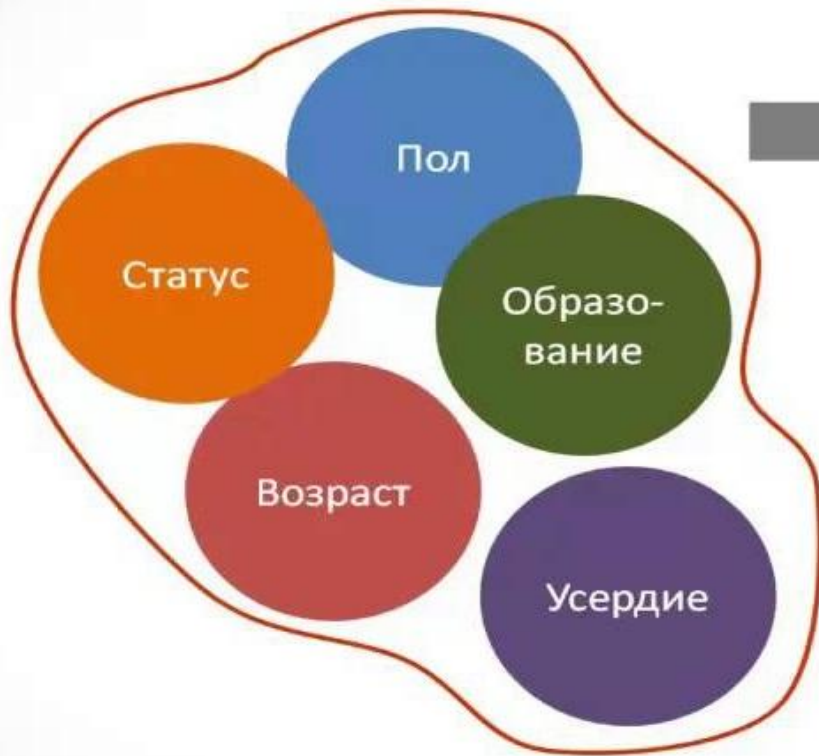 Пол
Статус
Образо-
вание
Возраст
Усердие